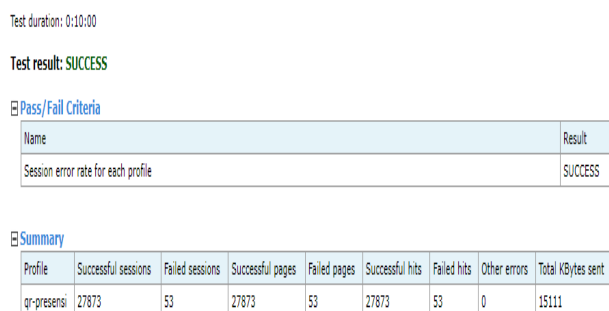 Test duration: 0:10:00
Test result: SUCCESS
Pass/Fail Criteria
Name Result
Session error rate for each profile SUCCESS
Summary
Profile Successful sessions Failed sessions Successful pages Failed pages Successful hits Failed hits Other errors Total KBytes sent
qr-presensi 27873 53 27873 53 27873 53 0 15111